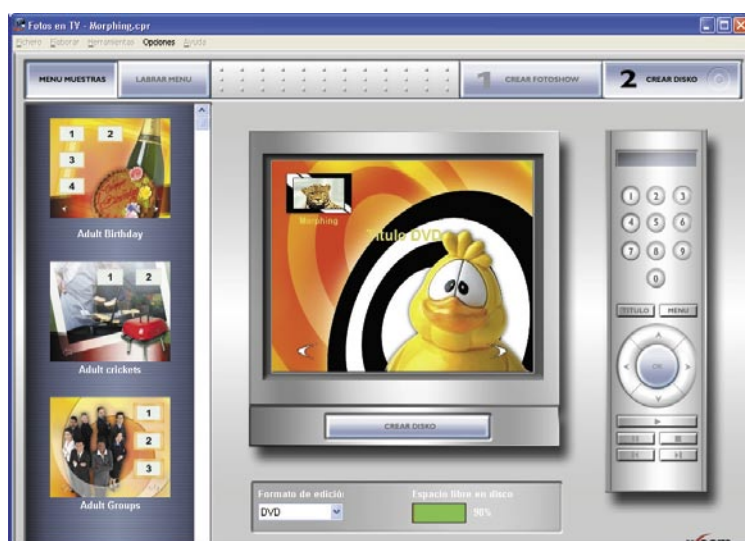 Fotos en TV - Morphing.cpr
Fichero Elaborar Herramientas Opciones Ayuda
MENU MUESTRAS
LABRAR MENU
1 CREAR FOTOSHOW
2 CREAR DISKO
1 2
3
4
Adult Birthday
1 2
Adult crickets
1
2
3
Adult Groups
Morphing
Titulo DVD
CREAR DISKO
Formato de edició:
DVD
Espacio libre en disco
90%
1 2 3
4 5 6
7 8 9
0
TITULO MENU
OK